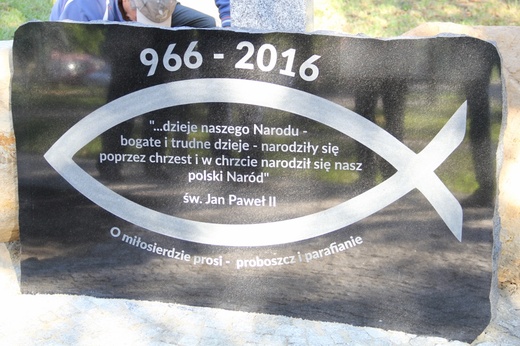 966 - 2016
"...dzieje naszego Narodu -
bogate i trudne dzieje - narodziły się
poprzez chrzest i w chrzcie narodził się nasz
polski Naród"
św. Jan Paweł II
O miłosierdzie prosi - proboszcz i parafianie